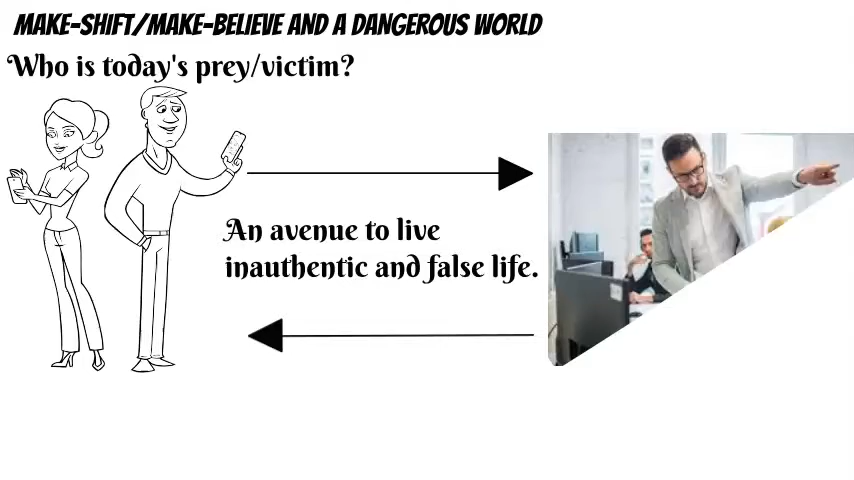 MAKE-SHIFT/MAKE-BELIEVE AND A DANGEROUS WORLD
Who is today's prey/victim?
An avenue to live
inauthentic and false life.